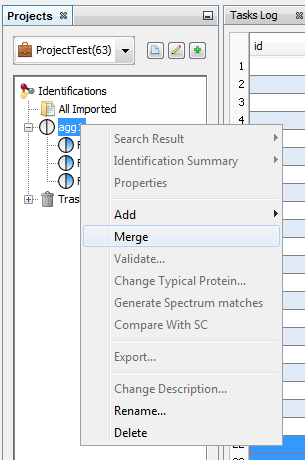 Projects
Tasks Log
ProjectTest(63)
id
Identifications
All Imported
agg
Tras
Search Result
Identification Summary
Properties
Add
Merge
Validate...
Change Typical Protein...
Generate Spectrum matches
Compare With SC
Export...
Change Description...
Rename...
Delete
1
2
3
4
5